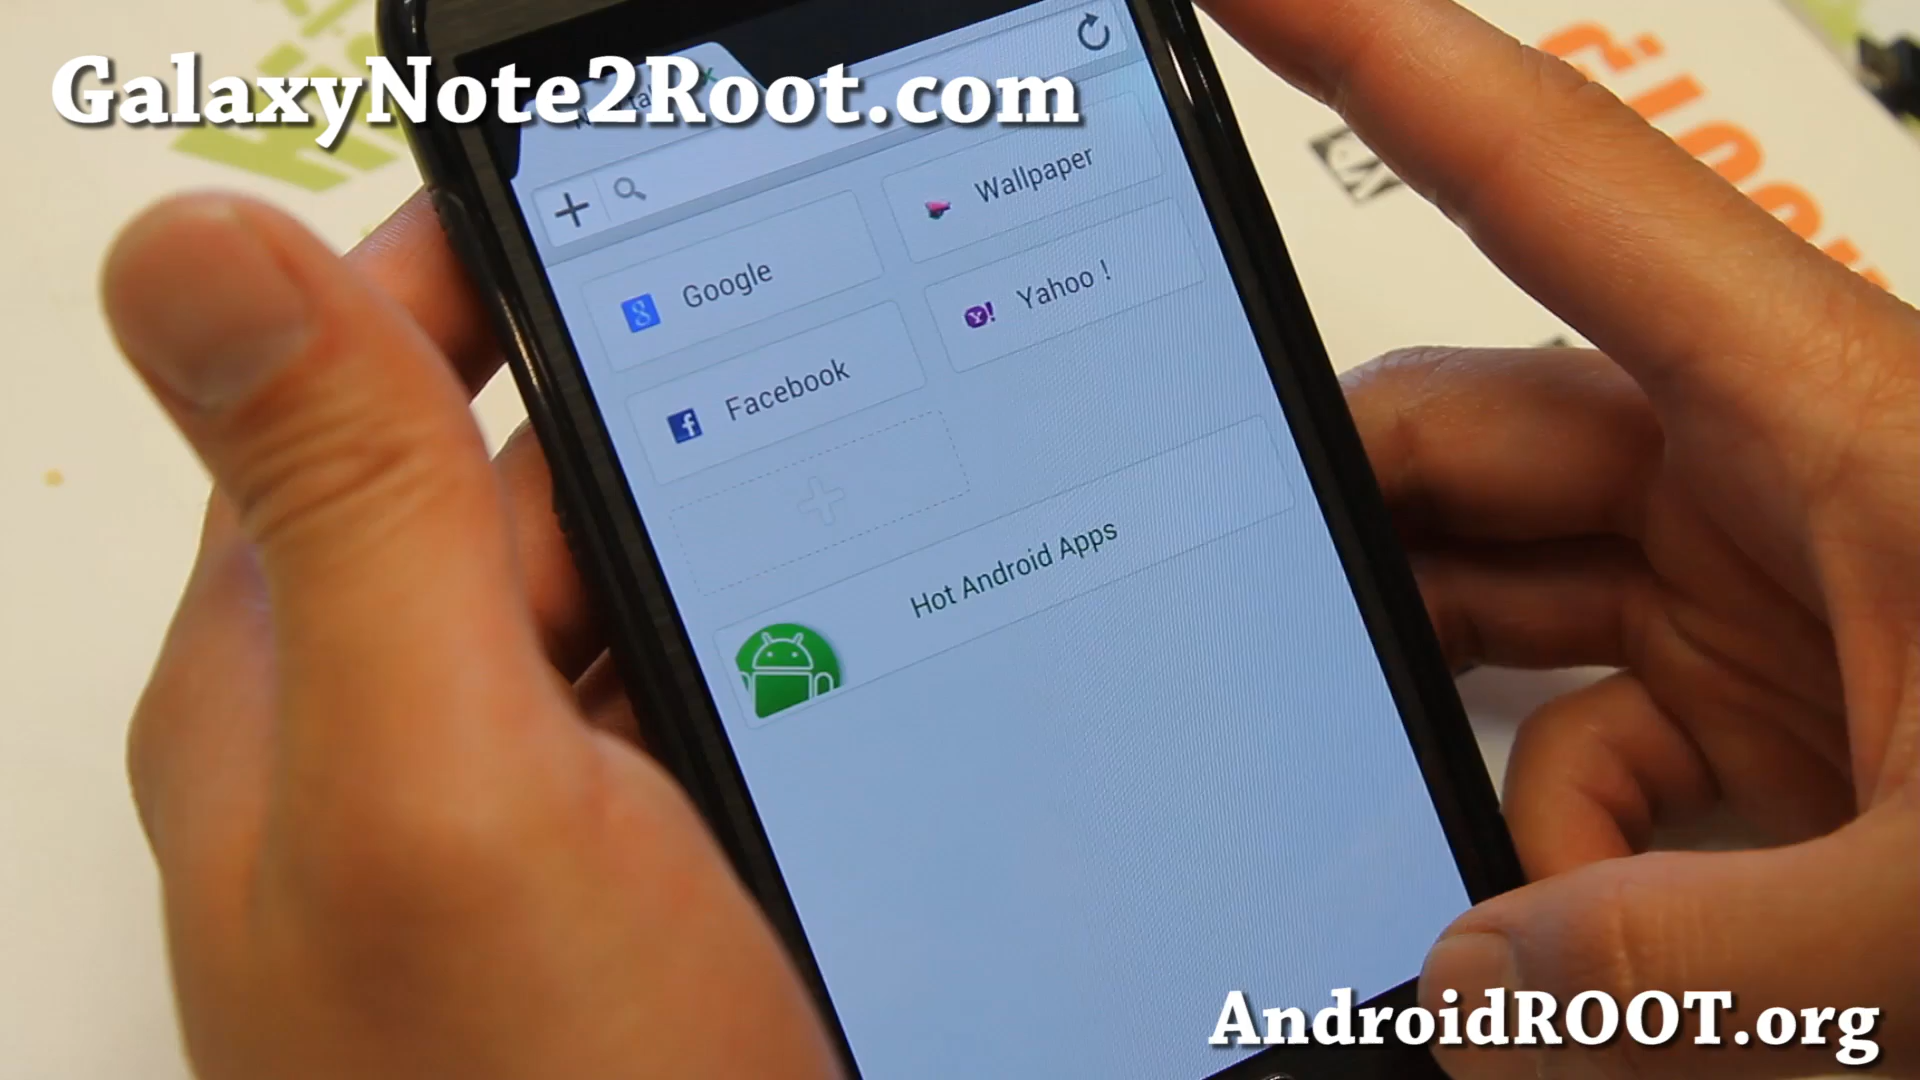 GalaxyNote2Root.com
Wallpaper
Google
Yahoo !
Facebook
Hot Android Apps
AndroidROOT.org